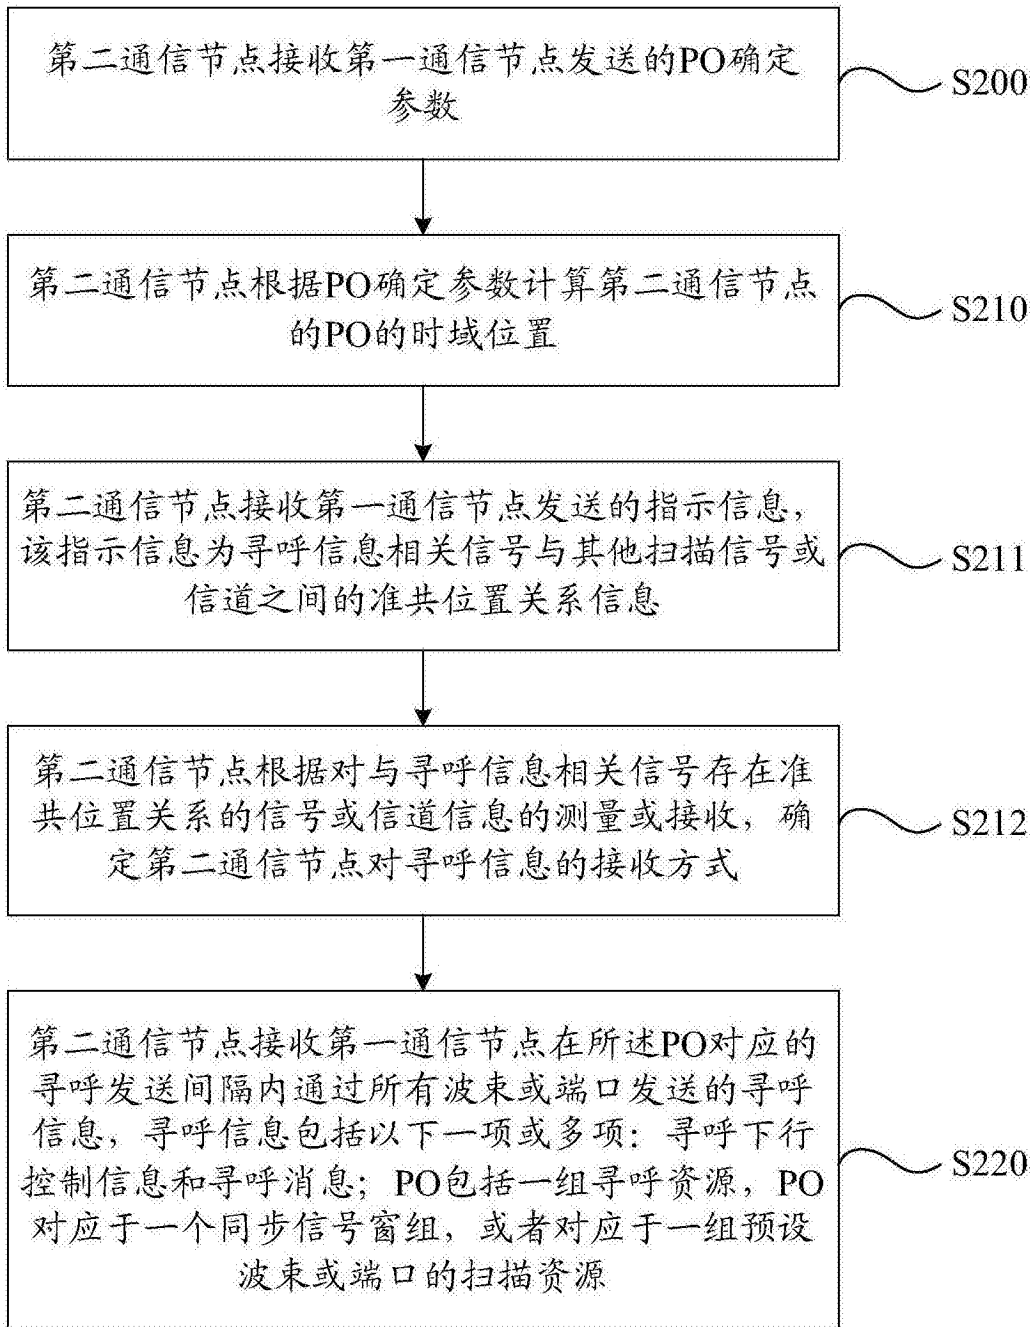 第二通信节点接收第一通信节点发送的PO确定
参数
S200
第二通信节点根据PO确定参数计算第二通信节点
的PO的时域位置
S210
第二通信节点接收第一通信节点发送的指示信息，
该指示信息为寻呼信息相关信号与其他扫描信号或
信道之间的准共位置关系信息
S211
第二通信节点根据对与寻呼信息相关信号存在准
共位置关系的信号或信道信息的测量或接收，确
定第二通信节点对寻呼信息的接收方式
S212
第二通信节点接收第一通信节点在所述PO对应的
寻呼发送间隔内通过所有波束或端口发送的寻呼
信息，寻呼信息包括以下一项或多项：寻呼下行
控制信息和寻呼消息；PO包括一组寻呼资源，PO
对应于一个同步信号窗组，或者对应于一组预设
波束或端口的扫描资源
S220